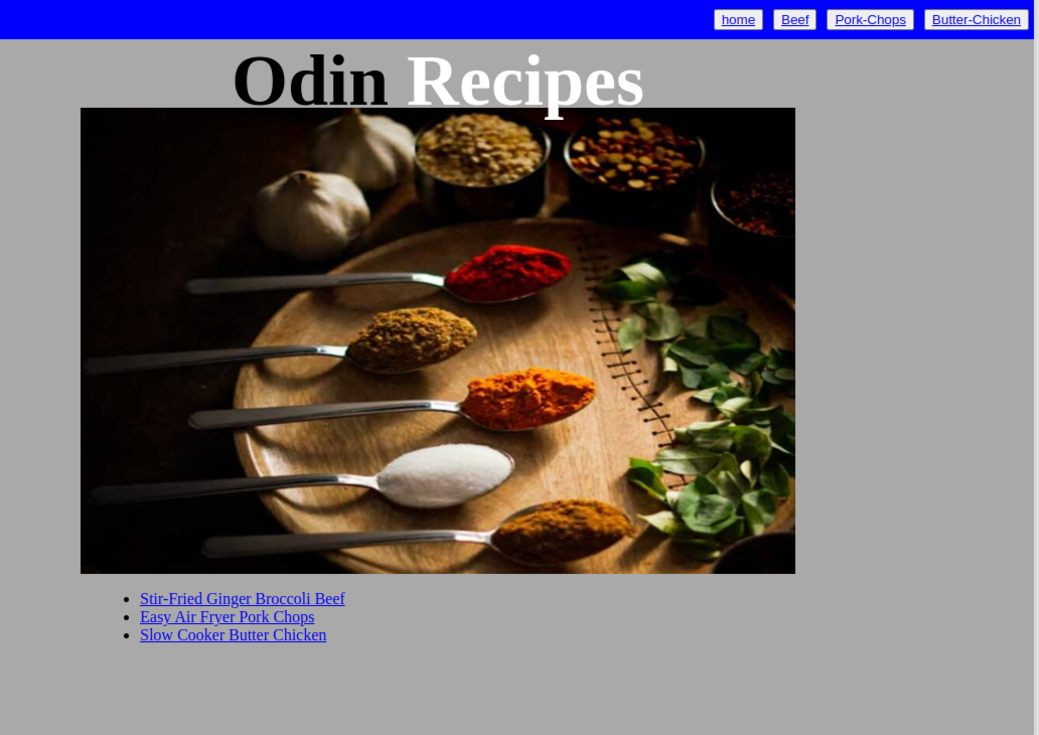 home Beef Pork-Chops Butter-Chicken
Odin Recipes
Stir-Fried Ginger Broccoli Beef
Easy Air Fryer Pork Chops
Slow Cooker Butter Chicken